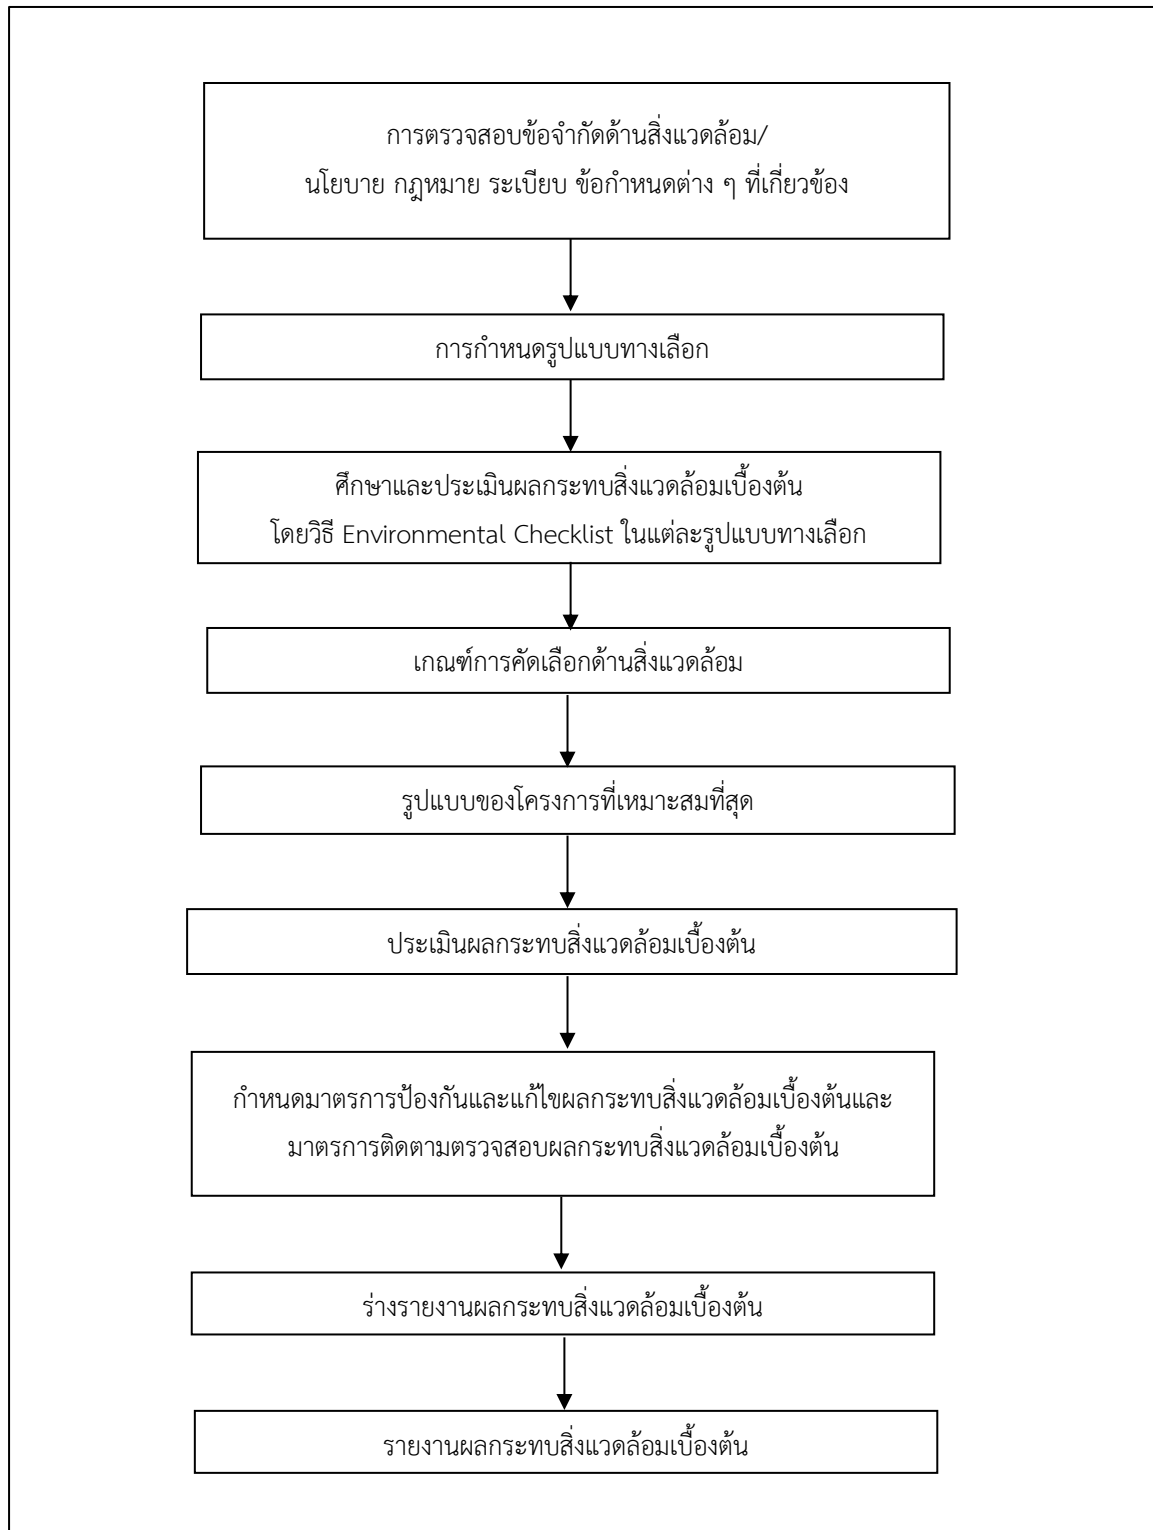 การตรวจสอบข้อจำกัดด้านสิ่งแวดล้อม/
นโยบาย กฎหมาย ระเบียบ ข้อกำหนดต่าง ๆ ที่เกี่ยวข้อง
การกำหนดรูปแบบทางเลือก
ศึกษาและประเมินผลกระทบสิ่งแวดล้อมเบื้องต้น
โดยวิธี Environmental Checklist ในแต่ละรูปแบบทางเลือก
เกณฑ์การคัดเลือกด้านสิ่งแวดล้อม
รูปแบบของโครงการที่เหมาะสมที่สุด
ประเมินผลกระทบสิ่งแวดล้อมเบื้องต้น
กำหนดมาตรการป้องกันและแก้ไขผลกระทบสิ่งแวดล้อมเบื้องต้นและ
มาตรการติดตามตรวจสอบผลกระทบสิ่งแวดล้อมเบื้องต้น
ร่างรายงานผลกระทบสิ่งแวดล้อมเบื้องต้น
รายงานผลกระทบสิ่งแวดล้อมเบื้องต้น